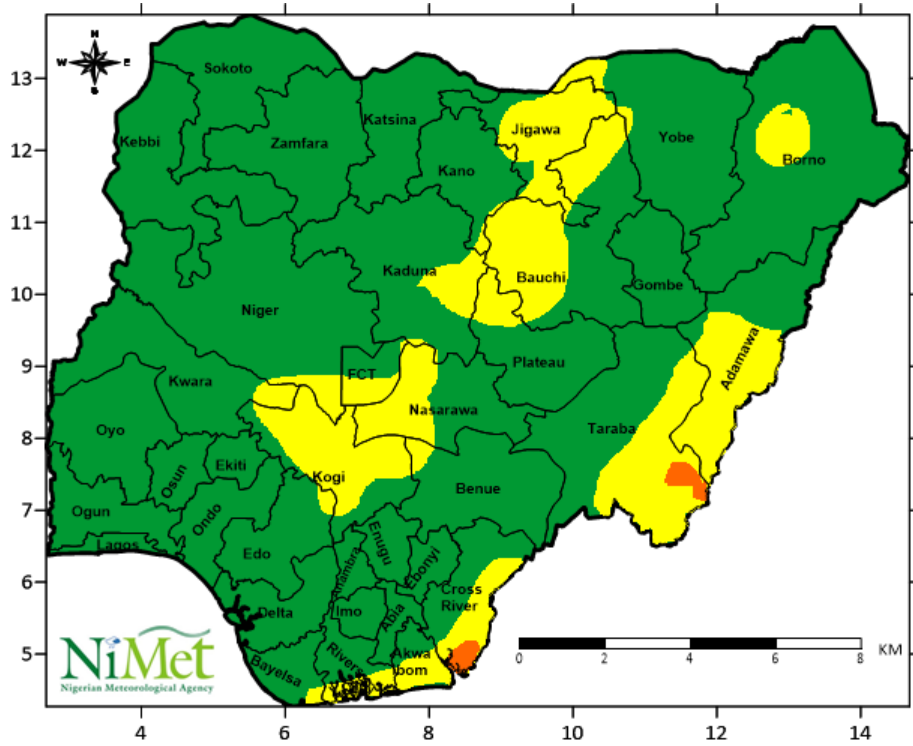 N
W E
S
13
12
11
10
9
8
7
6
5
Sokoto
Kebbi
Zamfara
Katsina
Kano
Jigawa
Yobe
Borno
Kaduna
Bauchi
Gombe
Niger
Adamawa
Plateau
FCT
Kwara
Nasarawa
Taraba
Oyo
Osun
Ekiti
Kogi
Benue
Ogun
Ondo
Lagos
Edo
Enugu
Anambra
Ebonyi
Cross
River
Delta
Imo
Abia
Bayelsa
Rivers
Akwa
Ibom
NiMet
Nigerian Meteorological Agency
0 2 4 6 8 KM
4 6 8 10 12 14